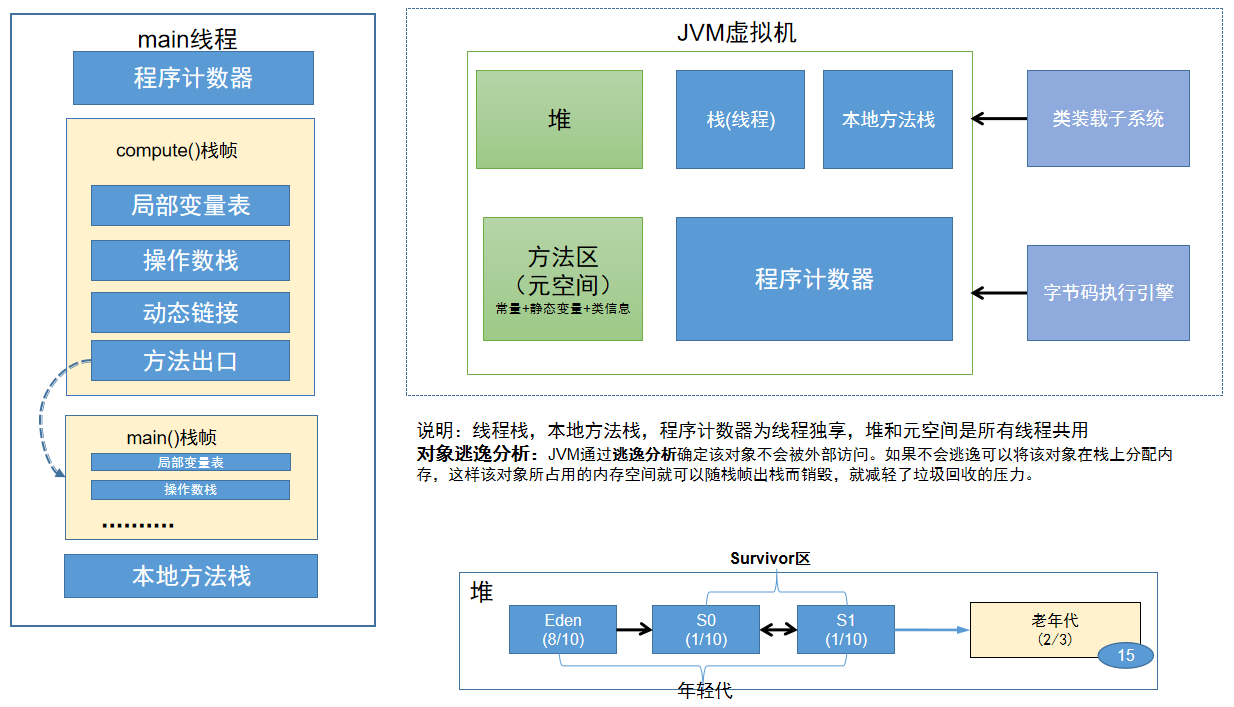 main线程
程序计数器
compute()栈帧
局部变量表
操作数栈
动态链接
方法出口
main()栈帧
局部变量表
操作数栈
..........
本地方法栈
JVM虚拟机
堆
栈(线程)
本地方法栈
类装载子系统
方法区
（元空间）
常量+静态变量+类信息
程序计数器
字节码执行引擎
说明：线程栈，本地方法栈，程序计数器为线程独享，堆和元空间是所有线程共用
对象逃逸分析：JVM通过逃逸分析确定该对象不会被外部访问。如果不会逃逸可以将该对象在栈上分配内
存，这样该对象所占用的内存空间就可以随栈帧出栈而销毁，就减轻了垃圾回收的压力。
Survivor区
堆
Eden
(8/10)
S0
(1/10)
S1
(1/10)
老年代
(2/3)
15
年轻代